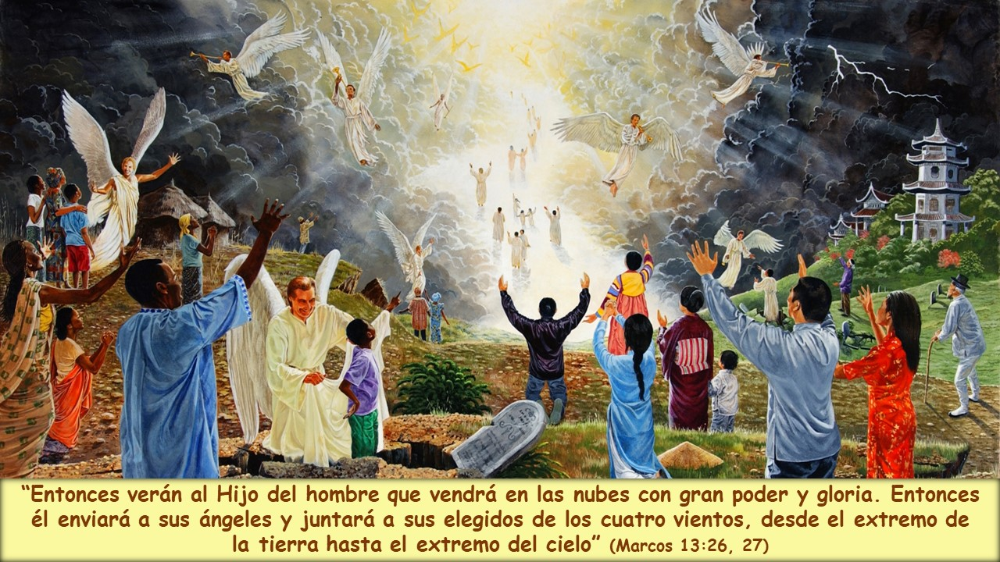 “Entonces verán al Hijo del hombre que vendrá en las nubes con gran poder y gloria. Entonces
él enviará a sus ángeles y juntará a sus elegidos de los cuatro vientos, desde el extremo de
la tierra hasta el extremo del cielo” (Marcos 13:26, 27)